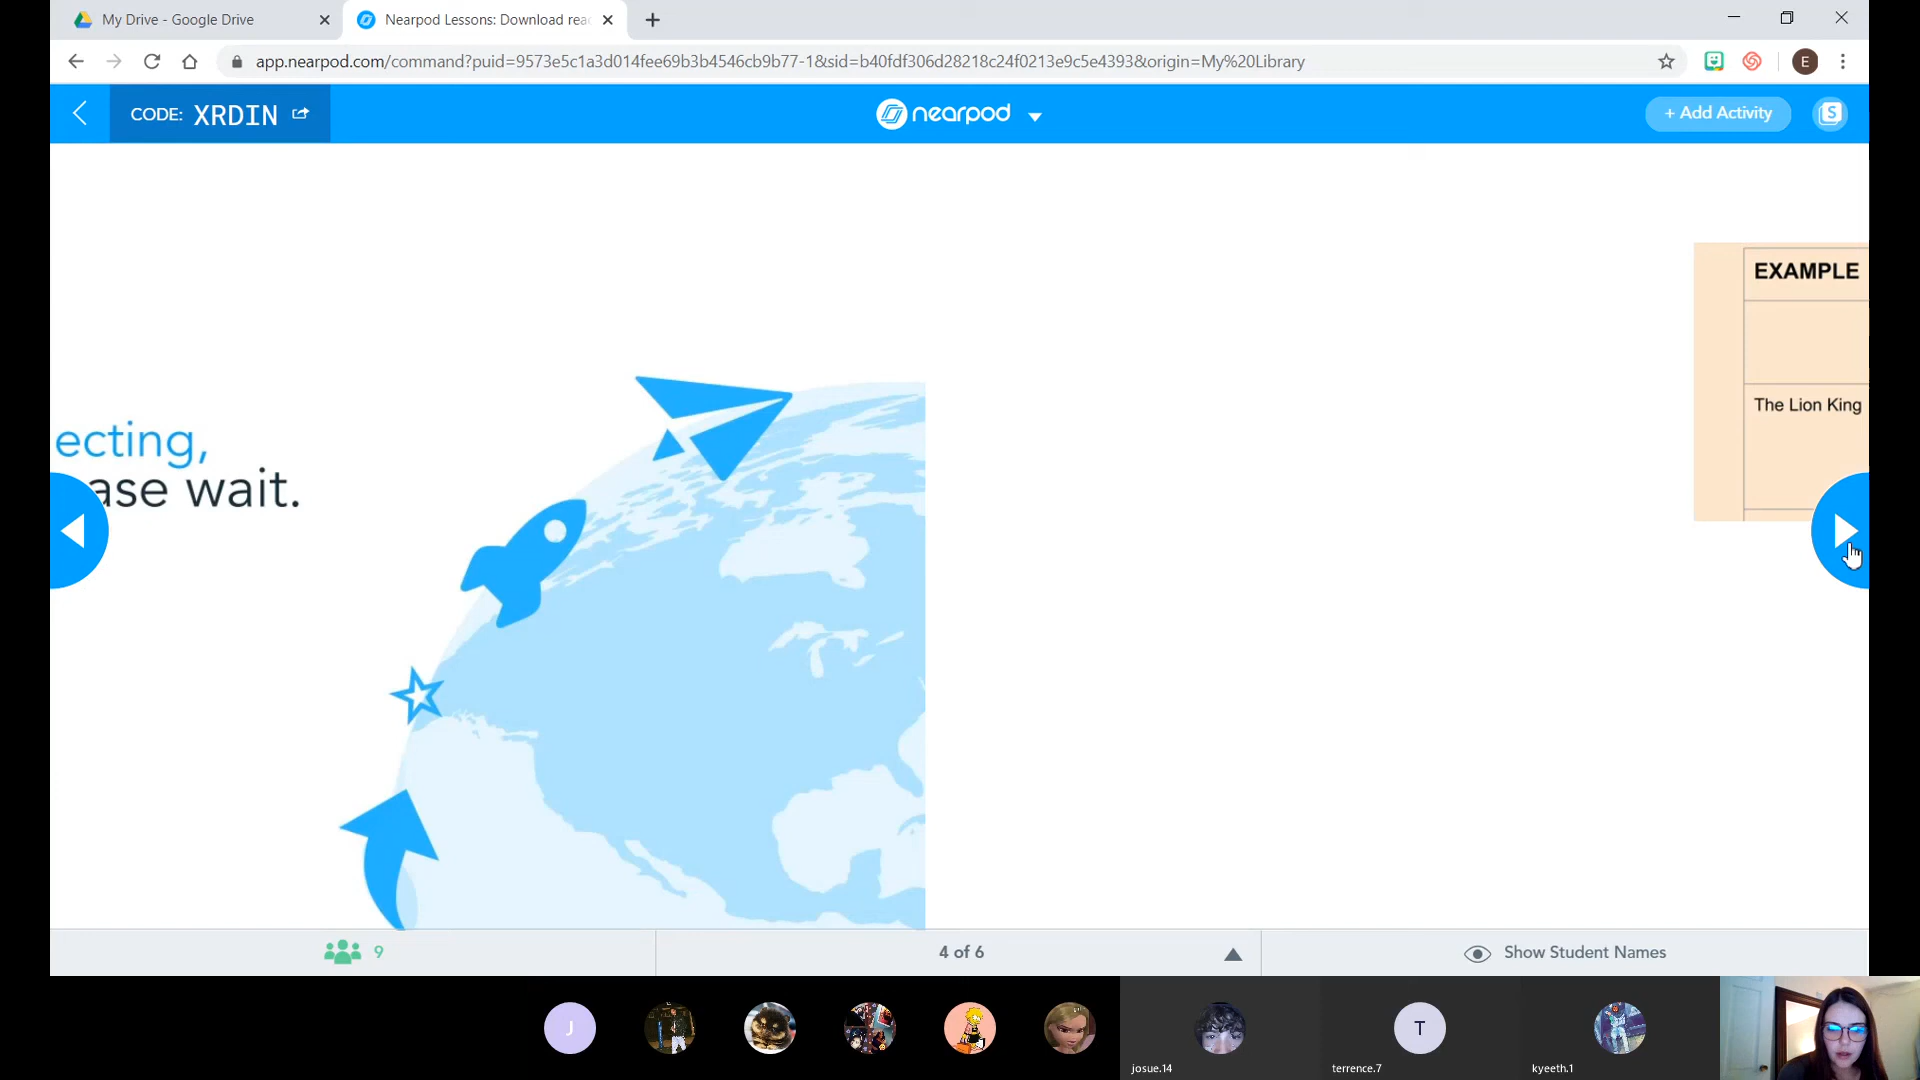 My Drive - Google Drive
Nearpod Lessons: Download rea
app.nearpod.com/command?puid=9573e5c1a3d014fee69b3b4546cb9b77-1&sid=b40fdf306d28218c24f0213e9c5e4393&origin=My%20Library
E
CODE: XRDIN
nearpod
+ Add Activity
S
EXAMPLE
The Lion King
ecting,
ase wait.
9
4 of 6
Show Student Names
J
T
josue.14
terrence.7
kyeeth.1